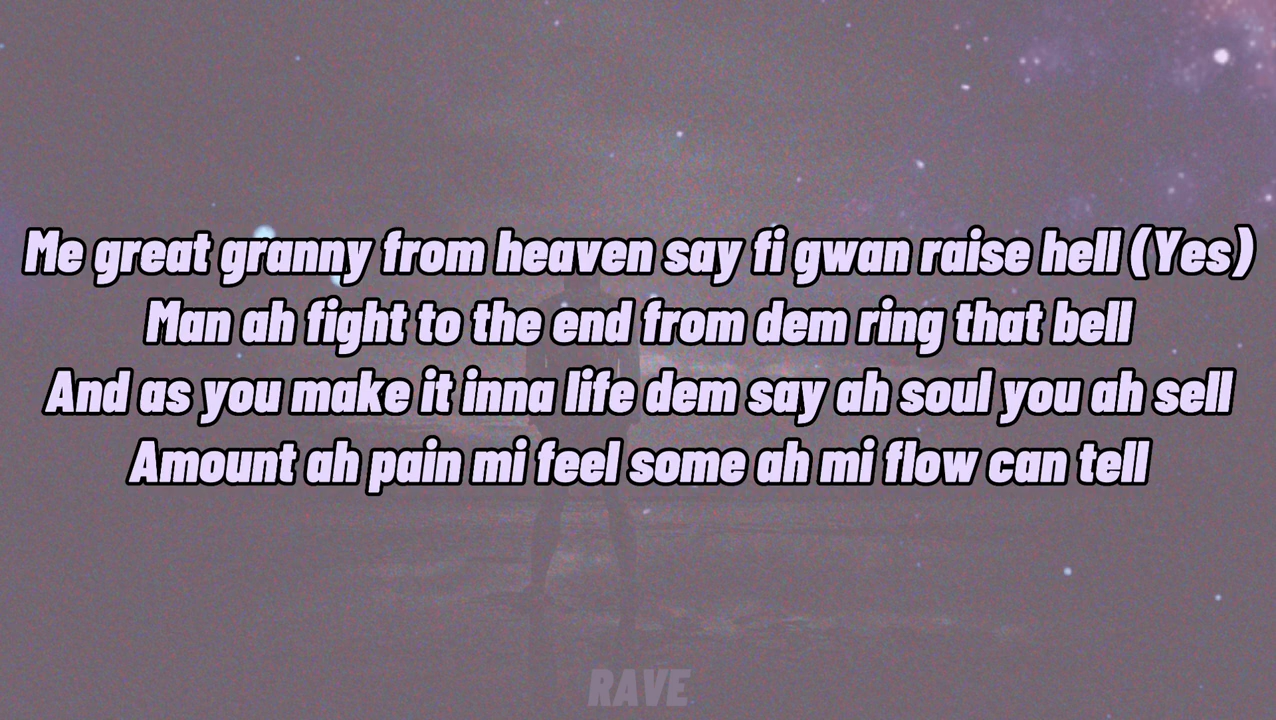 Me great granny from heaven say fi gwan raise hell (Yes)
Man ah fight to the end from dem ring that bell
And as you make it inna life dem say ah soul you ah sell
Amount ah pain mi feel some ah mi flow can tell
RAVE